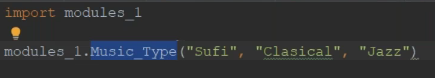 import modules_1
modules_1.Music_Type("Sufi", "Clasical", "Jazz")